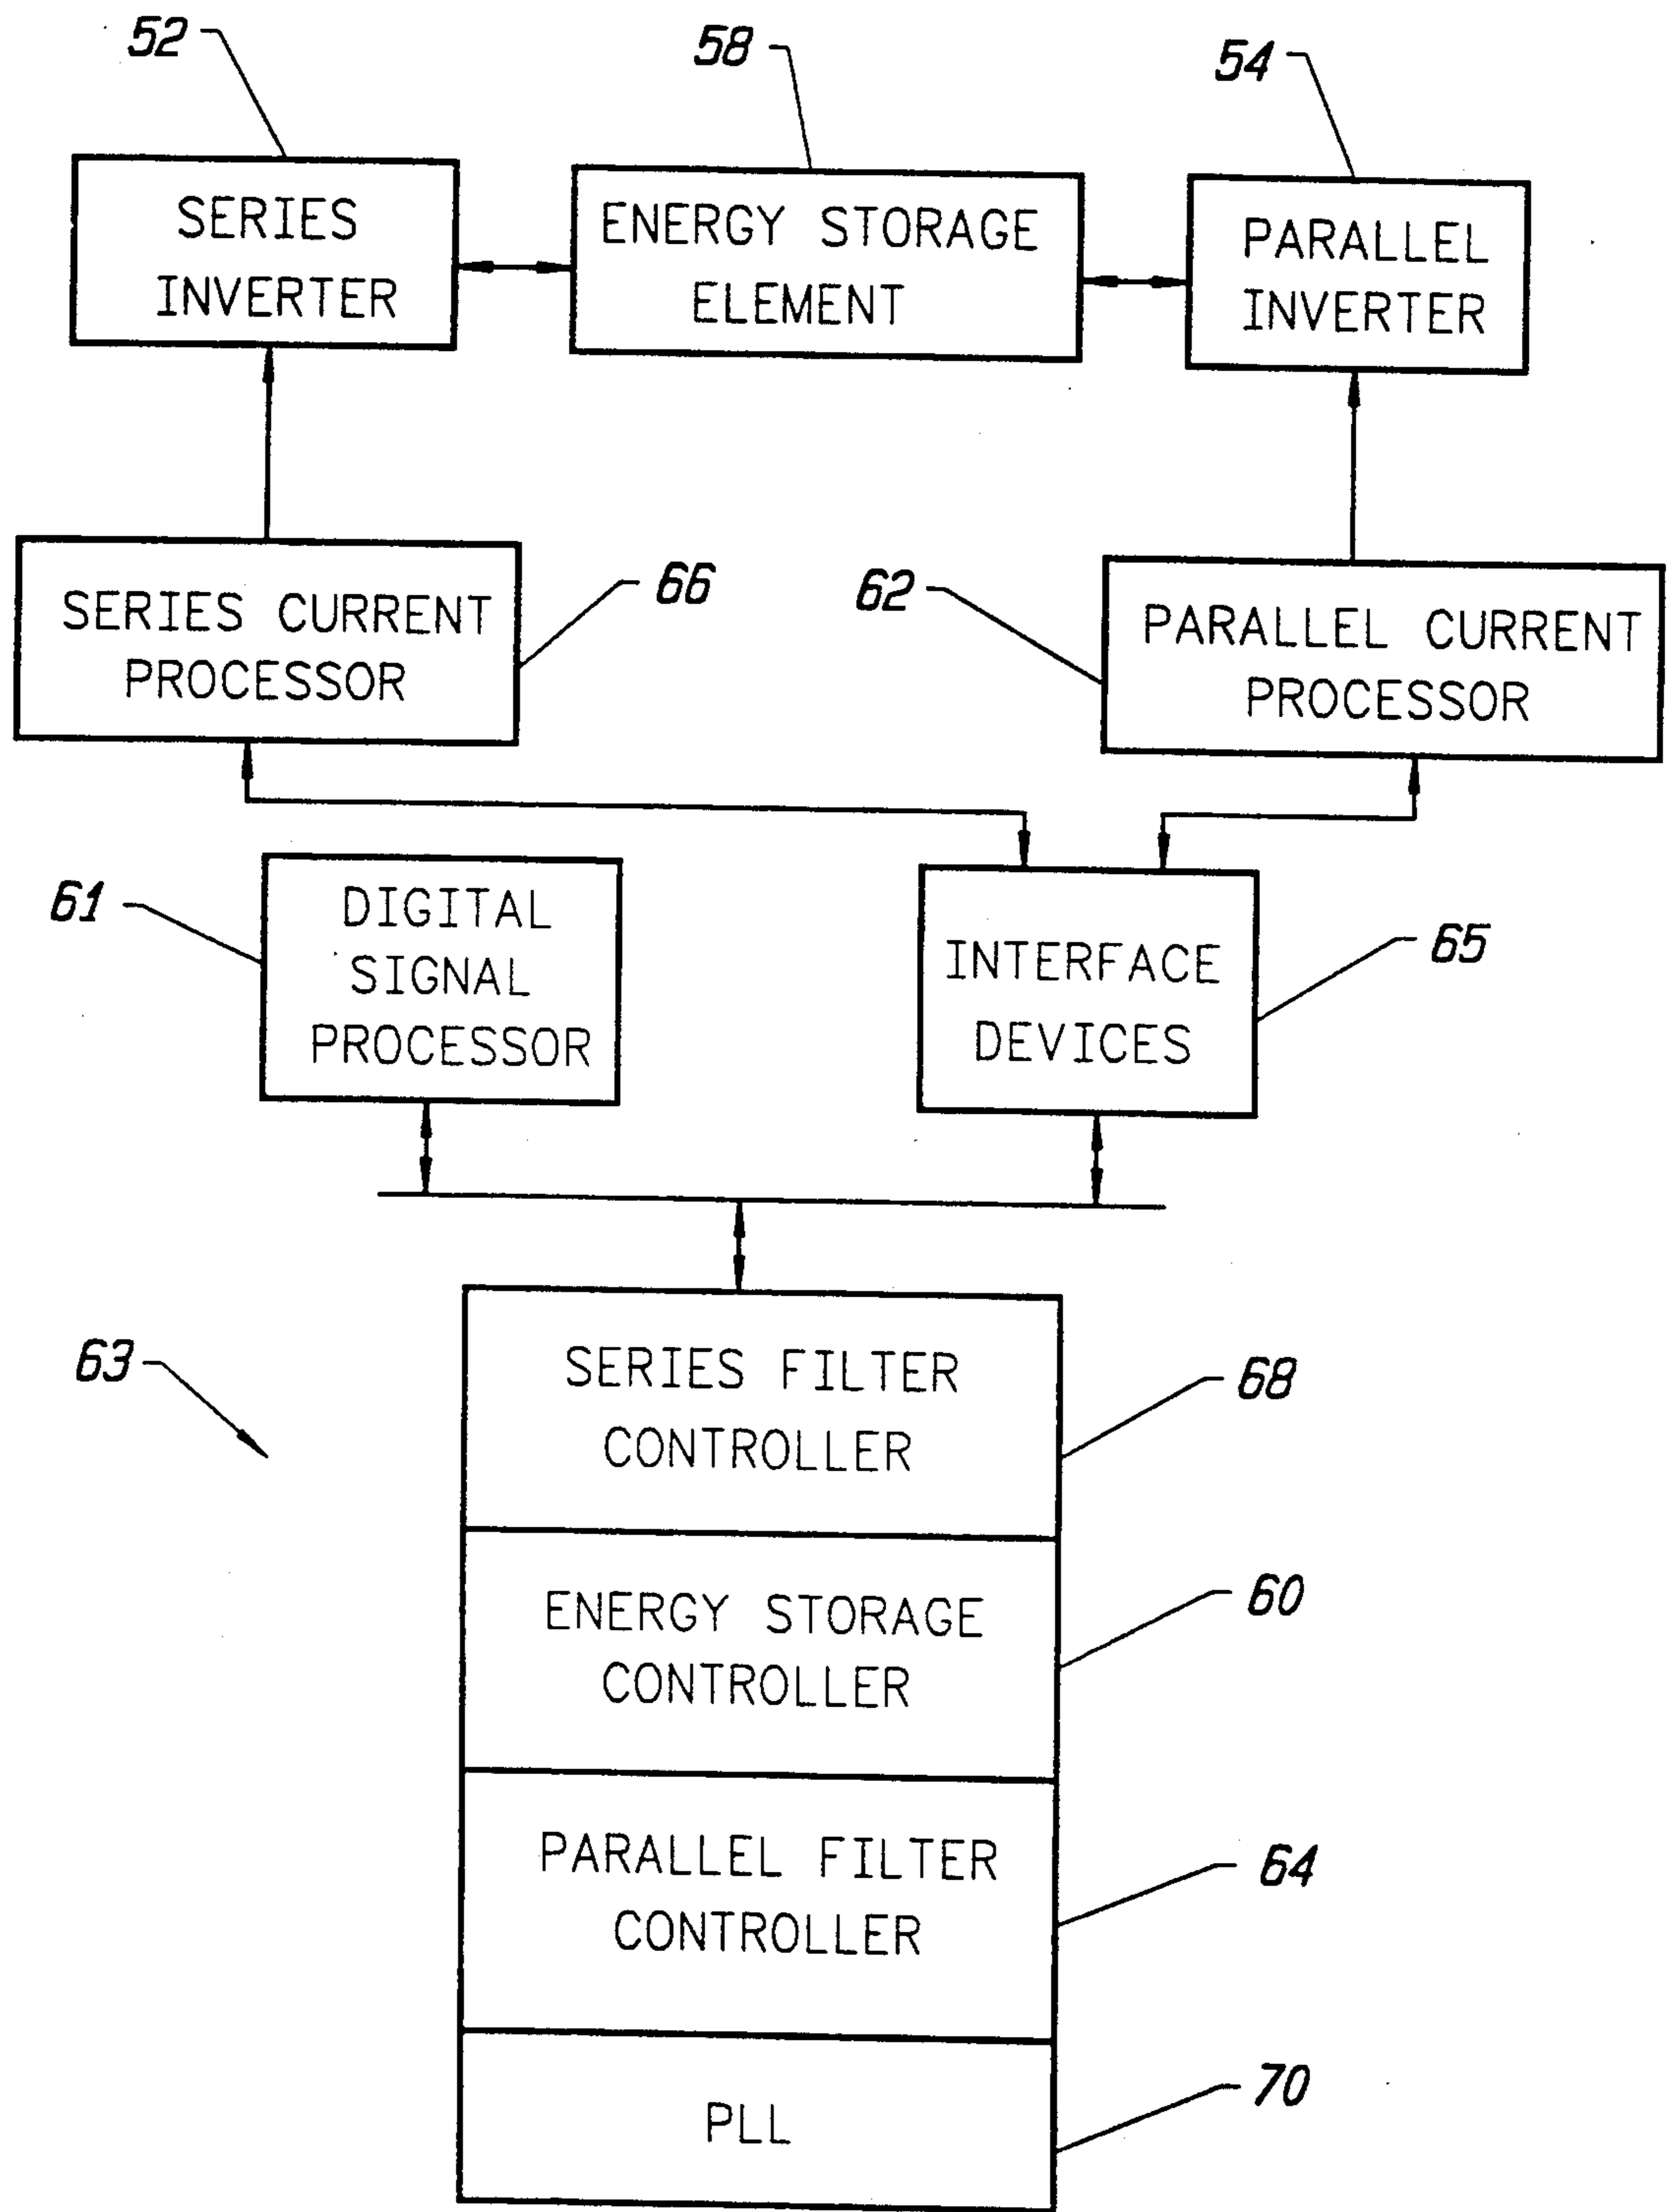 52
58
54
SERIES
INVERTER
ENERGY STORAGE
ELEMENT
PARALLEL
INVERTER
SERIES CURRENT
PROCESSOR
66
62
PARALLEL CURRENT
PROCESSOR
61
DIGITAL
SIGNAL
PROCESSOR
INTERFACE
DEVICES
65
63
SERIES FILTER
CONTROLLER
68
ENERGY STORAGE
CONTROLLER
60
PARALLEL FILTER
CONTROLLER
64
PLL
70